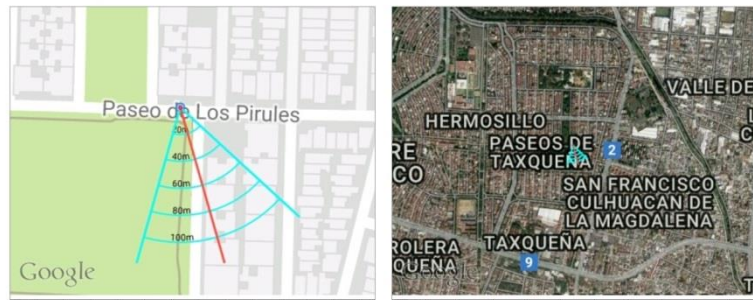 Paseo de Los Pirules
20m
40m
60m
80m
100m
Google
VALLE DE
HERMOSILLO
PASEOS DE
TAXQUEÑA
2
RE
CO
SAN FRANCISCO
CULHUACAN DE
LA MAGDALENA
ROLERA
QUEÑA
TAXQUEÑA
9